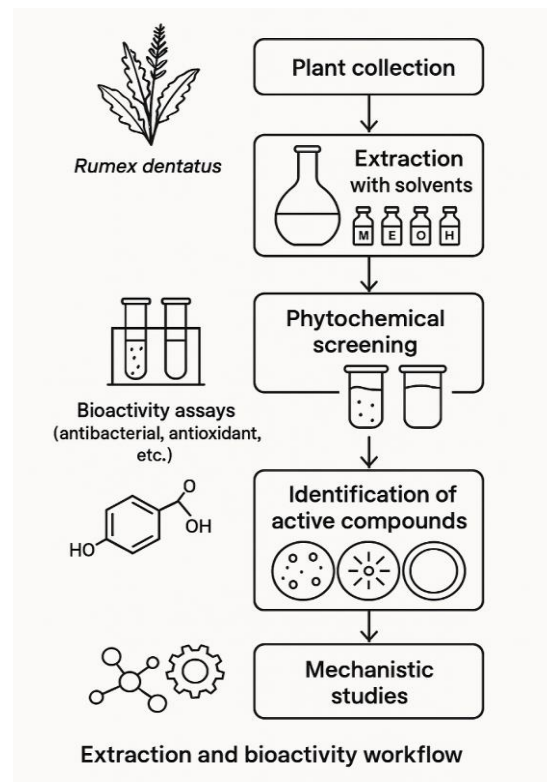 Plant collection
Rumex dentatus
Extraction
with solvents
M E O H
Phytochemical
screening
Bioactivity assays
(antibacterial, antioxidant,
etc.)
Identification of
active compounds
O
OH
HO
Mechanistic
studies
Extraction and bioactivity workflow